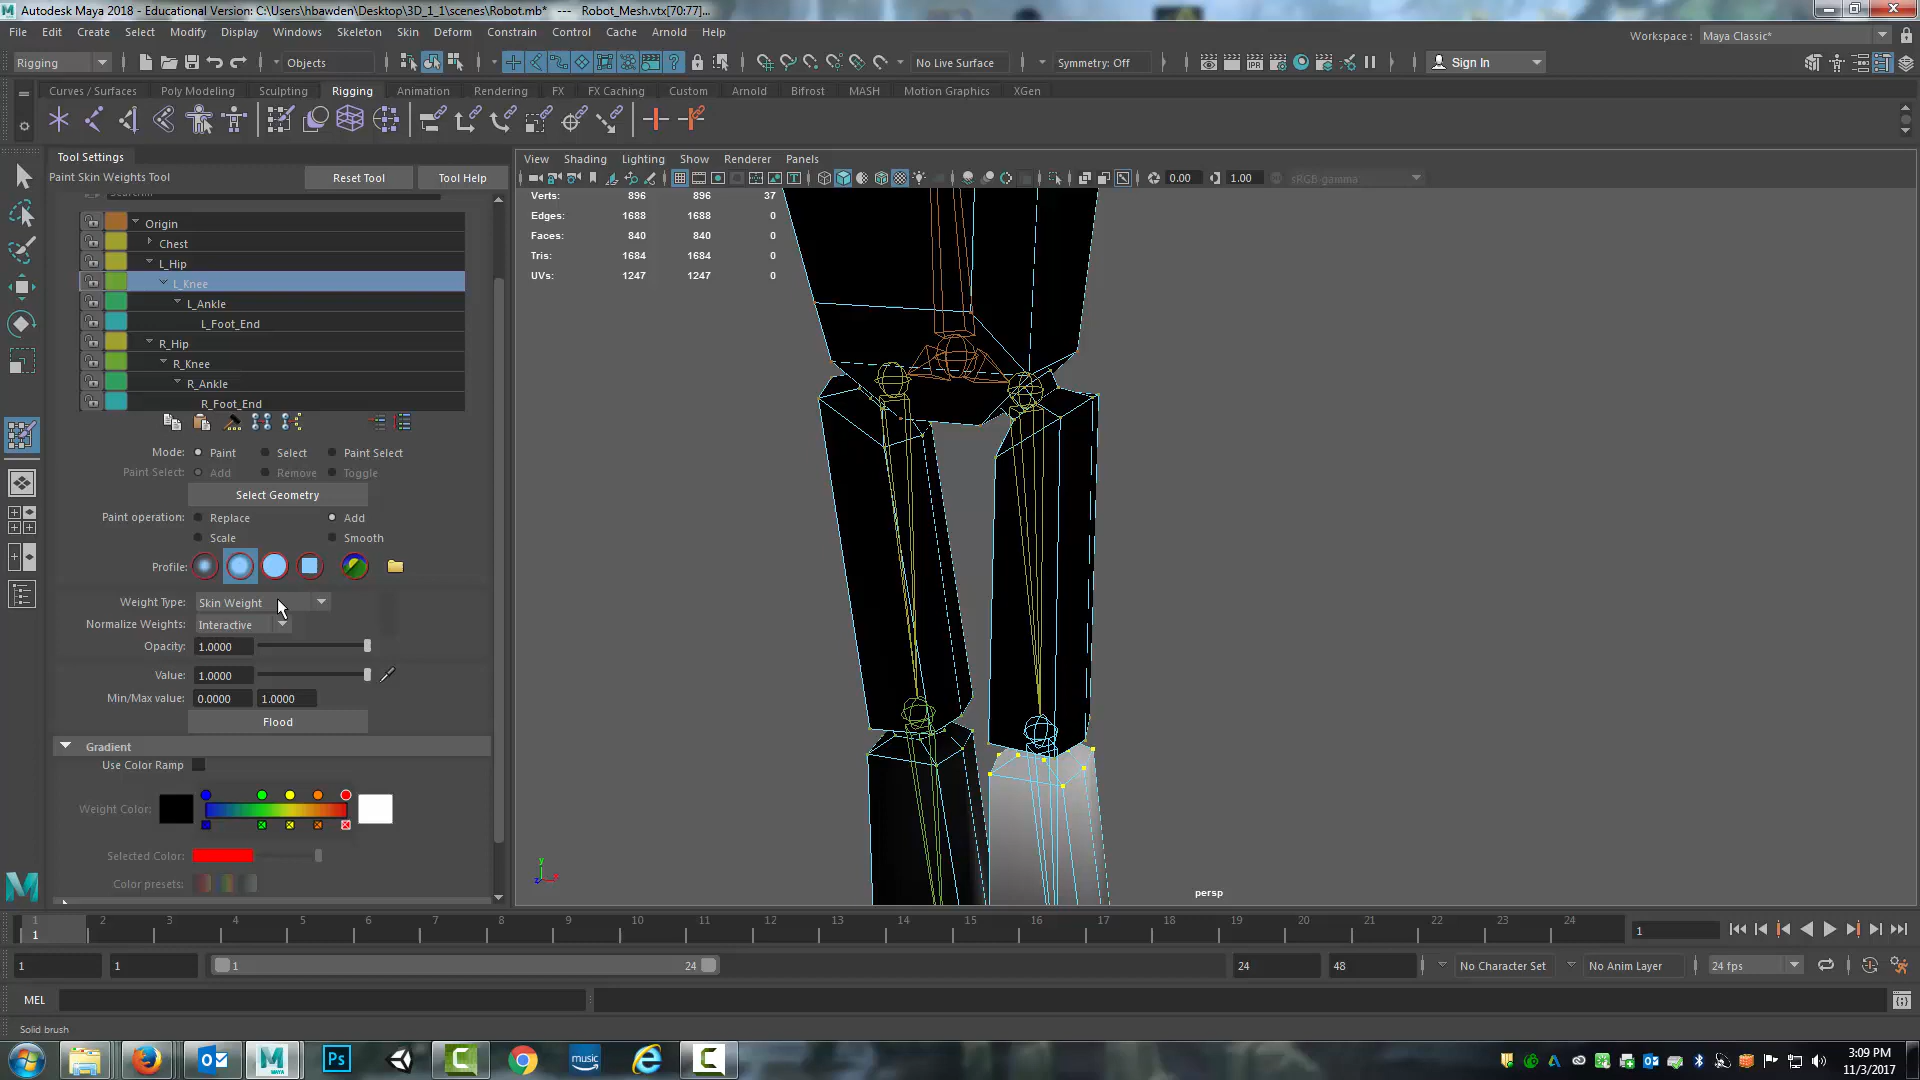 Autodesk Maya 2018 - Educational Version: C:\Users\hbawden\Desktop\3D_1_1\scenes\Robot.mb*   ---   Robot_Mesh.vtx[70:77]...
File Edit Create Select Modify Display Windows Skeleton Skin Deform Constrain Control Cache Arnold Help
Workspace : Maya Classic*
Rigging Objects No Live Surface Symmetry: Off Sign In
Curves / Surfaces Poly Modeling Sculpting Rigging Animation Rendering FX FX Caching Custom Arnold Bifrost MASH Motion Graphics XGen
Tool Settings
Paint Skin Weights Tool Reset Tool Tool Help
View Shading Lighting Show Renderer Panels
0.00 1.00 sRGB gamma
Verts: 896 896 37
Edges: 1688 1688 0
Faces: 840 840 0
Tris: 1684 1684 0
UVs: 1247 1247 0
Origin
Chest
L_Hip
L_Knee
L_Ankle
L_Foot_End
R_Hip
R_Knee
R_Ankle
R_Foot_End
Mode: Paint Select Paint Select
Paint Select: Add Remove Toggle
Select Geometry
Paint operation: Replace Add
Scale Smooth
Profile:
Weight Type: Skin Weight
Normalize Weights: Interactive
Opacity: 1.0000
Value: 1.0000
Min/Max value: 0.0000 1.0000
Flood
Gradient
Use Color Ramp
Weight Color:
Selected Color:
Color presets:
y
z
persp
1 2 3 4 5 6 7 8 9 10 11 12 13 14 15 16 17 18 19 20 21 22 23 24
1 1
1 1 1 24 24 48 No Character Set No Anim Layer 24 fps
MEL
Solid brush
MAYA Ps music
3:09 PM
11/3/2017